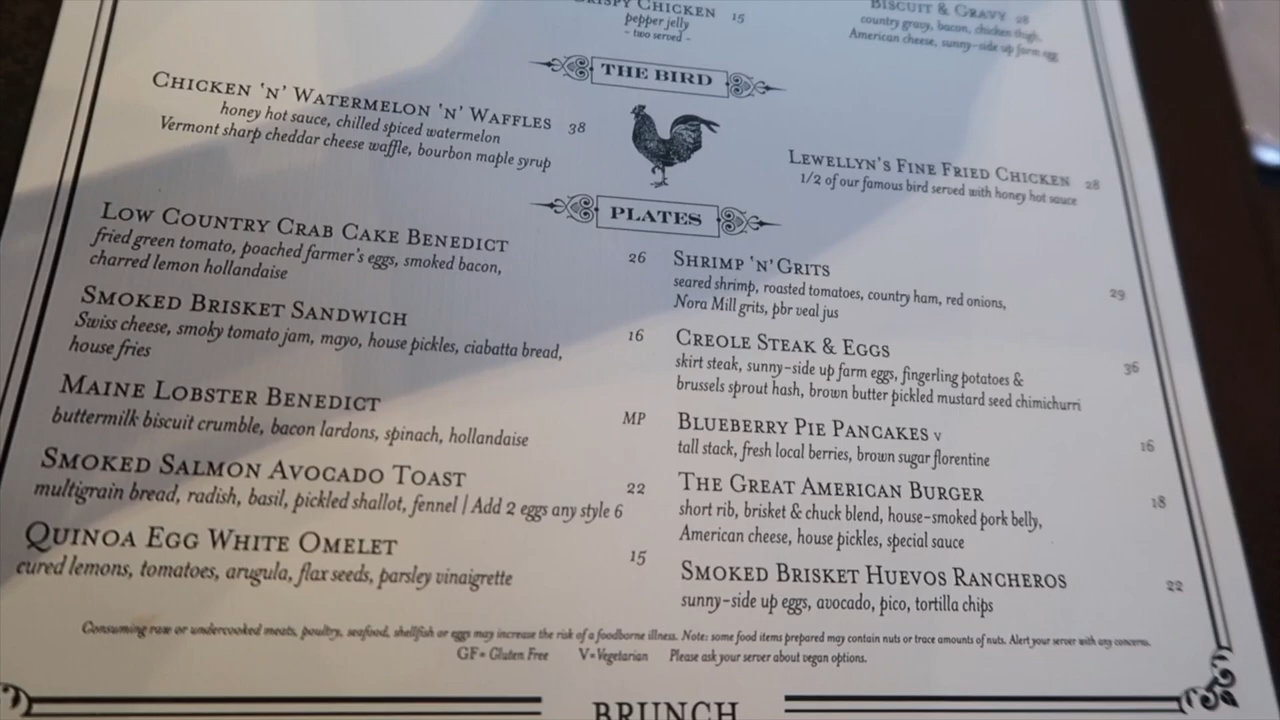 CRISPY CHICKEN 15
pepper jelly
- two served -
BISCUIT & GRAVY 28
country gravy, bacon, chicken thigh,
American cheese, sunny-side up farm egg
THE BIRD
CHICKEN 'N' WATERMELON 'N' WAFFLES 38
honey hot sauce, chilled spiced watermelon
Vermont sharp cheddar cheese waffle, bourbon maple syrup
LEWELLYN'S FINE FRIED CHICKEN 28
1/2 of our famous bird served with honey hot sauce
PLATES
LOW COUNTRY CRAB CAKE BENEDICT 26
fried green tomato, poached farmer's eggs, smoked bacon,
charred lemon hollandaise
SMOKED BRISKET SANDWICH 16
Swiss cheese, smoky tomato jam, mayo, house pickles, ciabatta bread,
house fries
MAINE LOBSTER BENEDICT MP
buttermilk biscuit crumble, bacon lardons, spinach, hollandaise
SMOKED SALMON AVOCADO TOAST 22
multigrain bread, radish, basil, pickled shallot, fennel | Add 2 eggs any style 6
QUINOA EGG WHITE OMELET 15
cured lemons, tomatoes, arugula, flax seeds, parsley vinaigrette
SHRIMP 'N' GRITS 29
seared shrimp, roasted tomatoes, country ham, red onions,
Nora Mill grits, pbr veal jus
CREOLE STEAK & EGGS 36
skirt steak, sunny-side up farm eggs, fingerling potatoes &
brussels sprout hash, brown butter pickled mustard seed chimichurri
BLUEBERRY PIE PANCAKES V 16
tall stack, fresh local berries, brown sugar florentine
THE GREAT AMERICAN BURGER 18
short rib, brisket & chuck blend, house-smoked pork belly,
American cheese, house pickles, special sauce
SMOKED BRISKET HUEVOS RANCHEROS 22
sunny-side up eggs, avocado, pico, tortilla chips
Consuming raw or undercooked meats, poultry, seafood, shellfish or eggs may increase the risk of a foodborne illness. Note: some food items prepared may contain nuts or trace amounts of nuts. Alert your server with any concerns.
GF= Gluten Free V=Vegetarian Please ask your server about vegan options.
BRUNCH